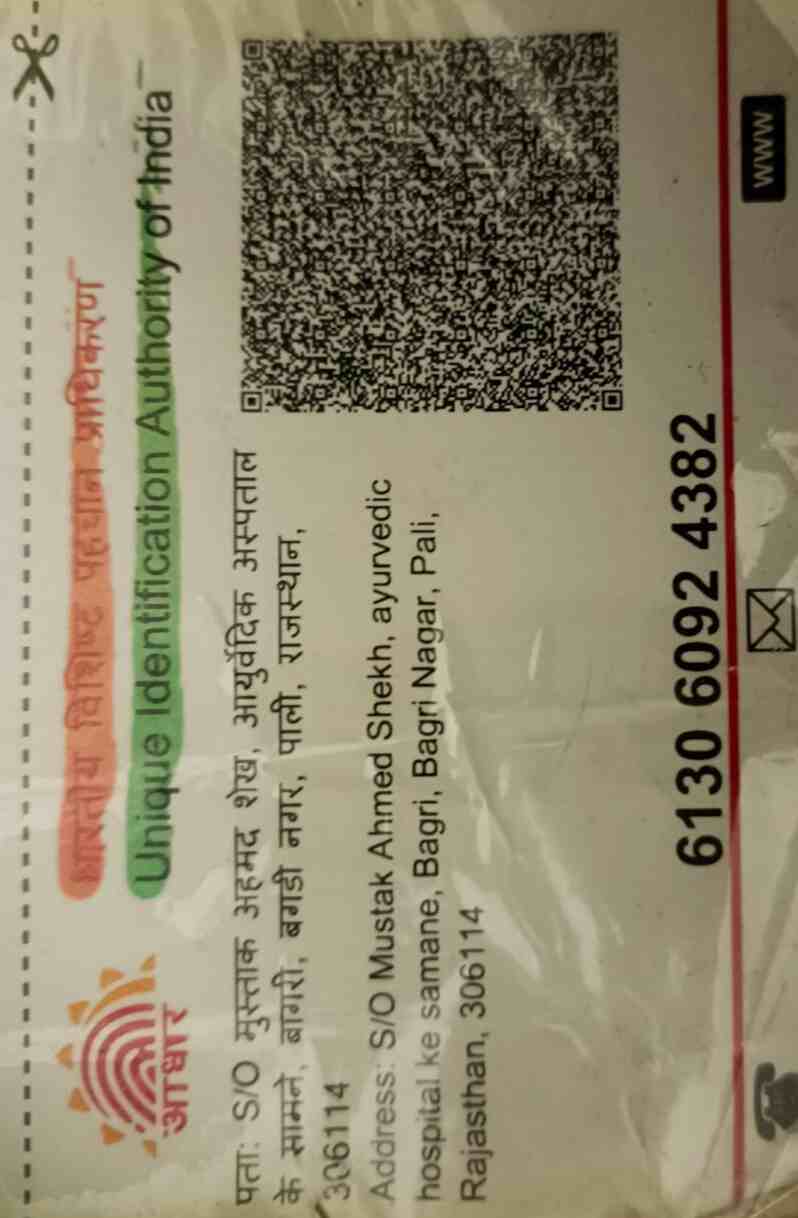 भारतीय विशिष्ट पहचान प्राधिकरण
Unique Identification Authority of India
आधार
पता: S/O मुस्ताक अहमद शेख, आयुर्वेदिक अस्पताल
के सामने, बागरी, बगडी नगर, पाली, राजस्थान,
306114
Address: S/O Mustak Ahmed Shekh, ayurvedic
hospital ke samane, Bagri, Bagri Nagar, Pali,
Rajasthan, 306114
6130 6092 4382
www